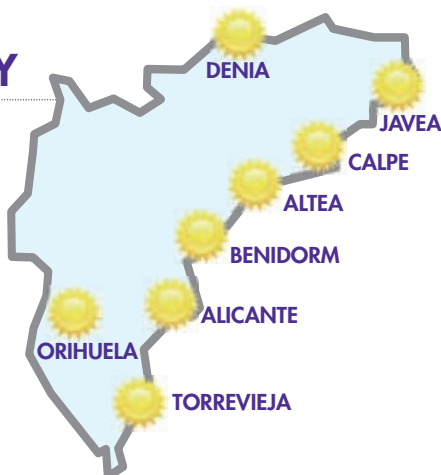 Y
DENIA
JAVEA
CALPE
ALTEA
BENIDORM
ALICANTE
ORIHUELA
TORREVIEJA